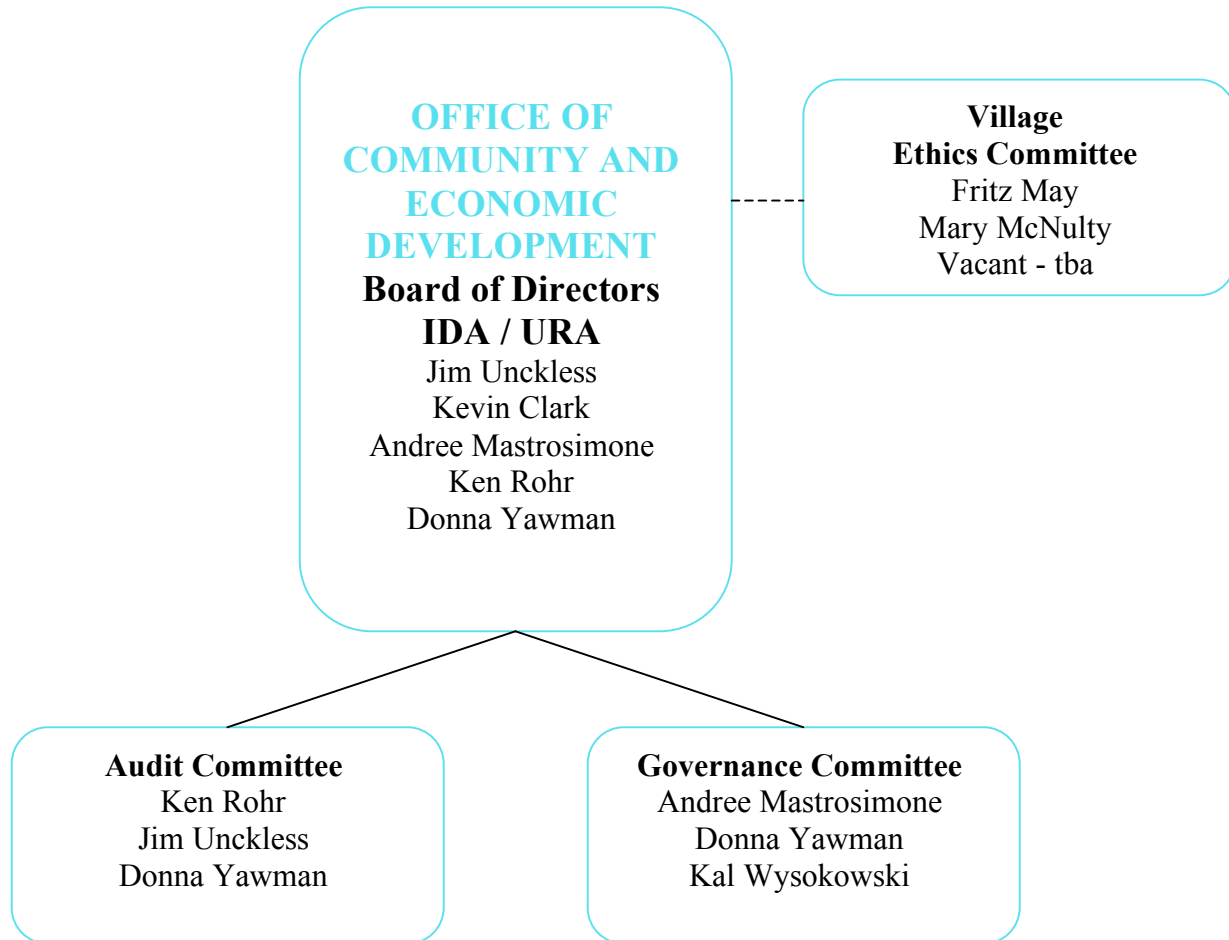 OFFICE OF
COMMUNITY AND
ECONOMIC
DEVELOPMENT
Board of Directors
IDA / URA
Jim Unckless
Kevin Clark
Andree Mastrosimone
Ken Rohr
Donna Yawman
Village
Ethics Committee
Fritz May
Mary McNulty
Vacant - tba
Audit Committee
Ken Rohr
Jim Unckless
Donna Yawman
Governance Committee
Andree Mastrosimone
Donna Yawman
Kal Wysokowski